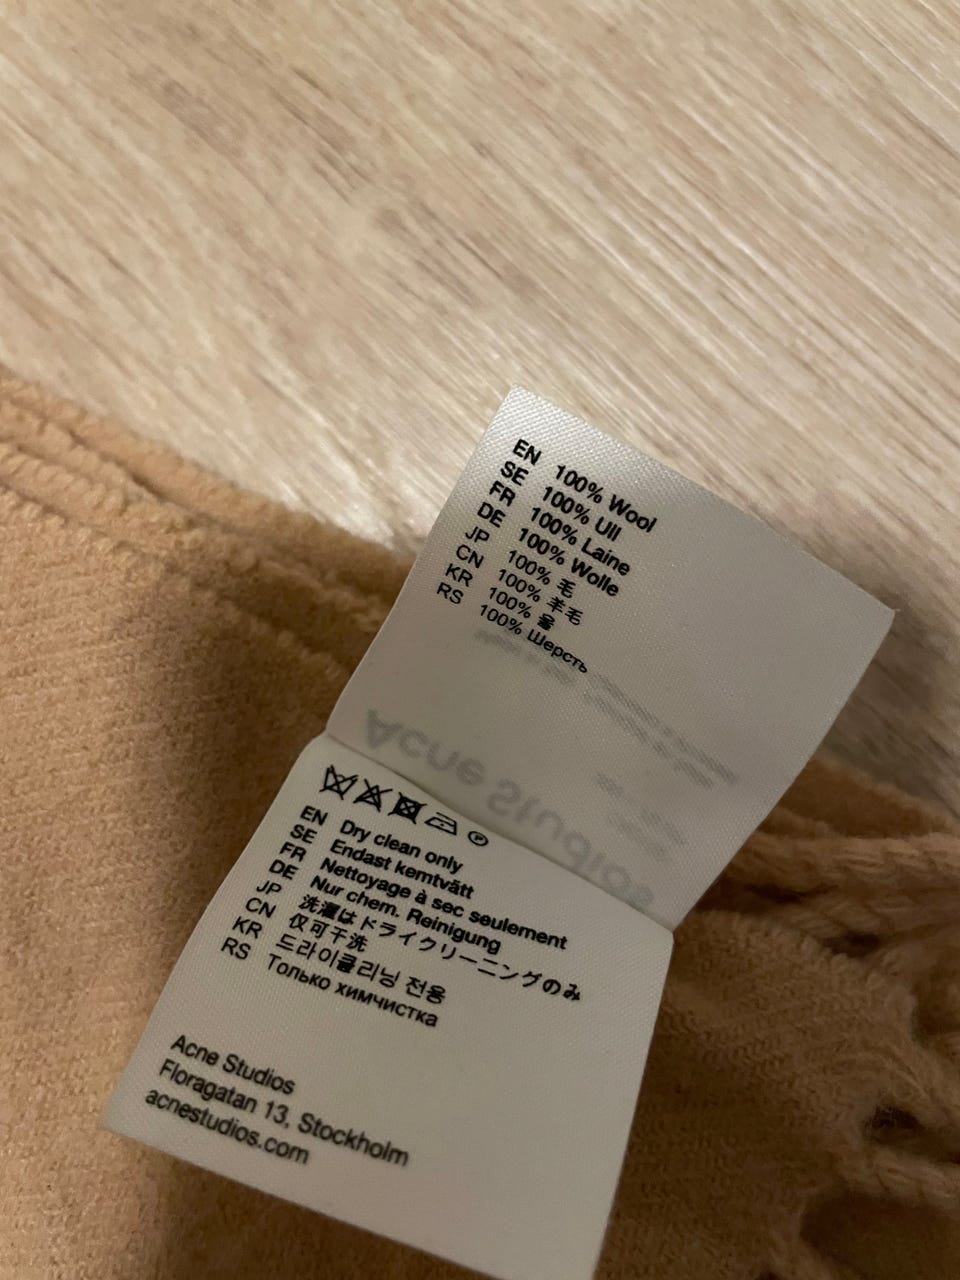 EN 100% Wool
SE 100% Ull
FR 100% Laine
DE 100% Wolle
JP 100% 毛
CN 100% 羊毛
KR 100% 울
RS 100% Шерсть
Acne Studios
P
EN Dry clean only
SE Endast kemtvätt
FR Nettoyage à sec seulement
DE Nur chem. Reinigung
JP 洗濯はドライクリーニングのみ
CN 仅可干洗
KR 드라이클리닝 전용
RS Только химчистка
Acne Studios
Floragatan 13, Stockholm
acnestudios.com